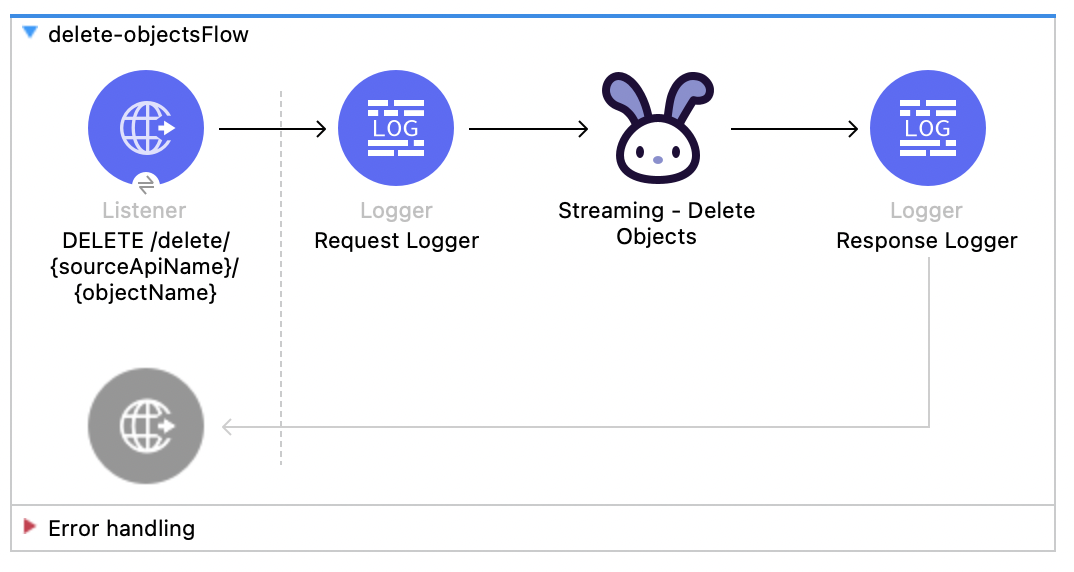 delete-objectsFlow
LOG
LOG
Listener
Logger
Streaming - Delete
Objects
Logger
DELETE /delete/
{sourceApiName}/
{objectName}
Request Logger
Response Logger
Error handling